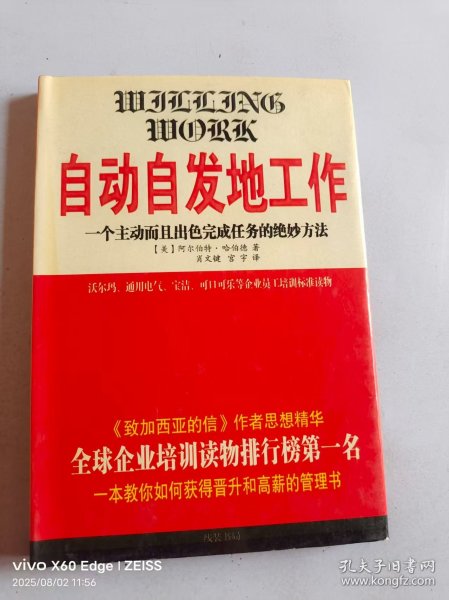 WILLING
WORK
自动自发地工作
一个主动而且出色完成任务的绝妙方法
【美】阿尔伯特·哈伯德 著
肖文键 宫宇 译
沃尔玛、通用电气、宝洁、可口可乐等企业员工培训标准读物
《致加西亚的信》作者思想精华
全球企业培训读物排行榜第一名
一本教你如何获得晋升和高薪的管理书
线装书局
vivo X60 Edge | ZEISS
2025/08/02 11:56
孔夫子旧书网
www.kongfz.com